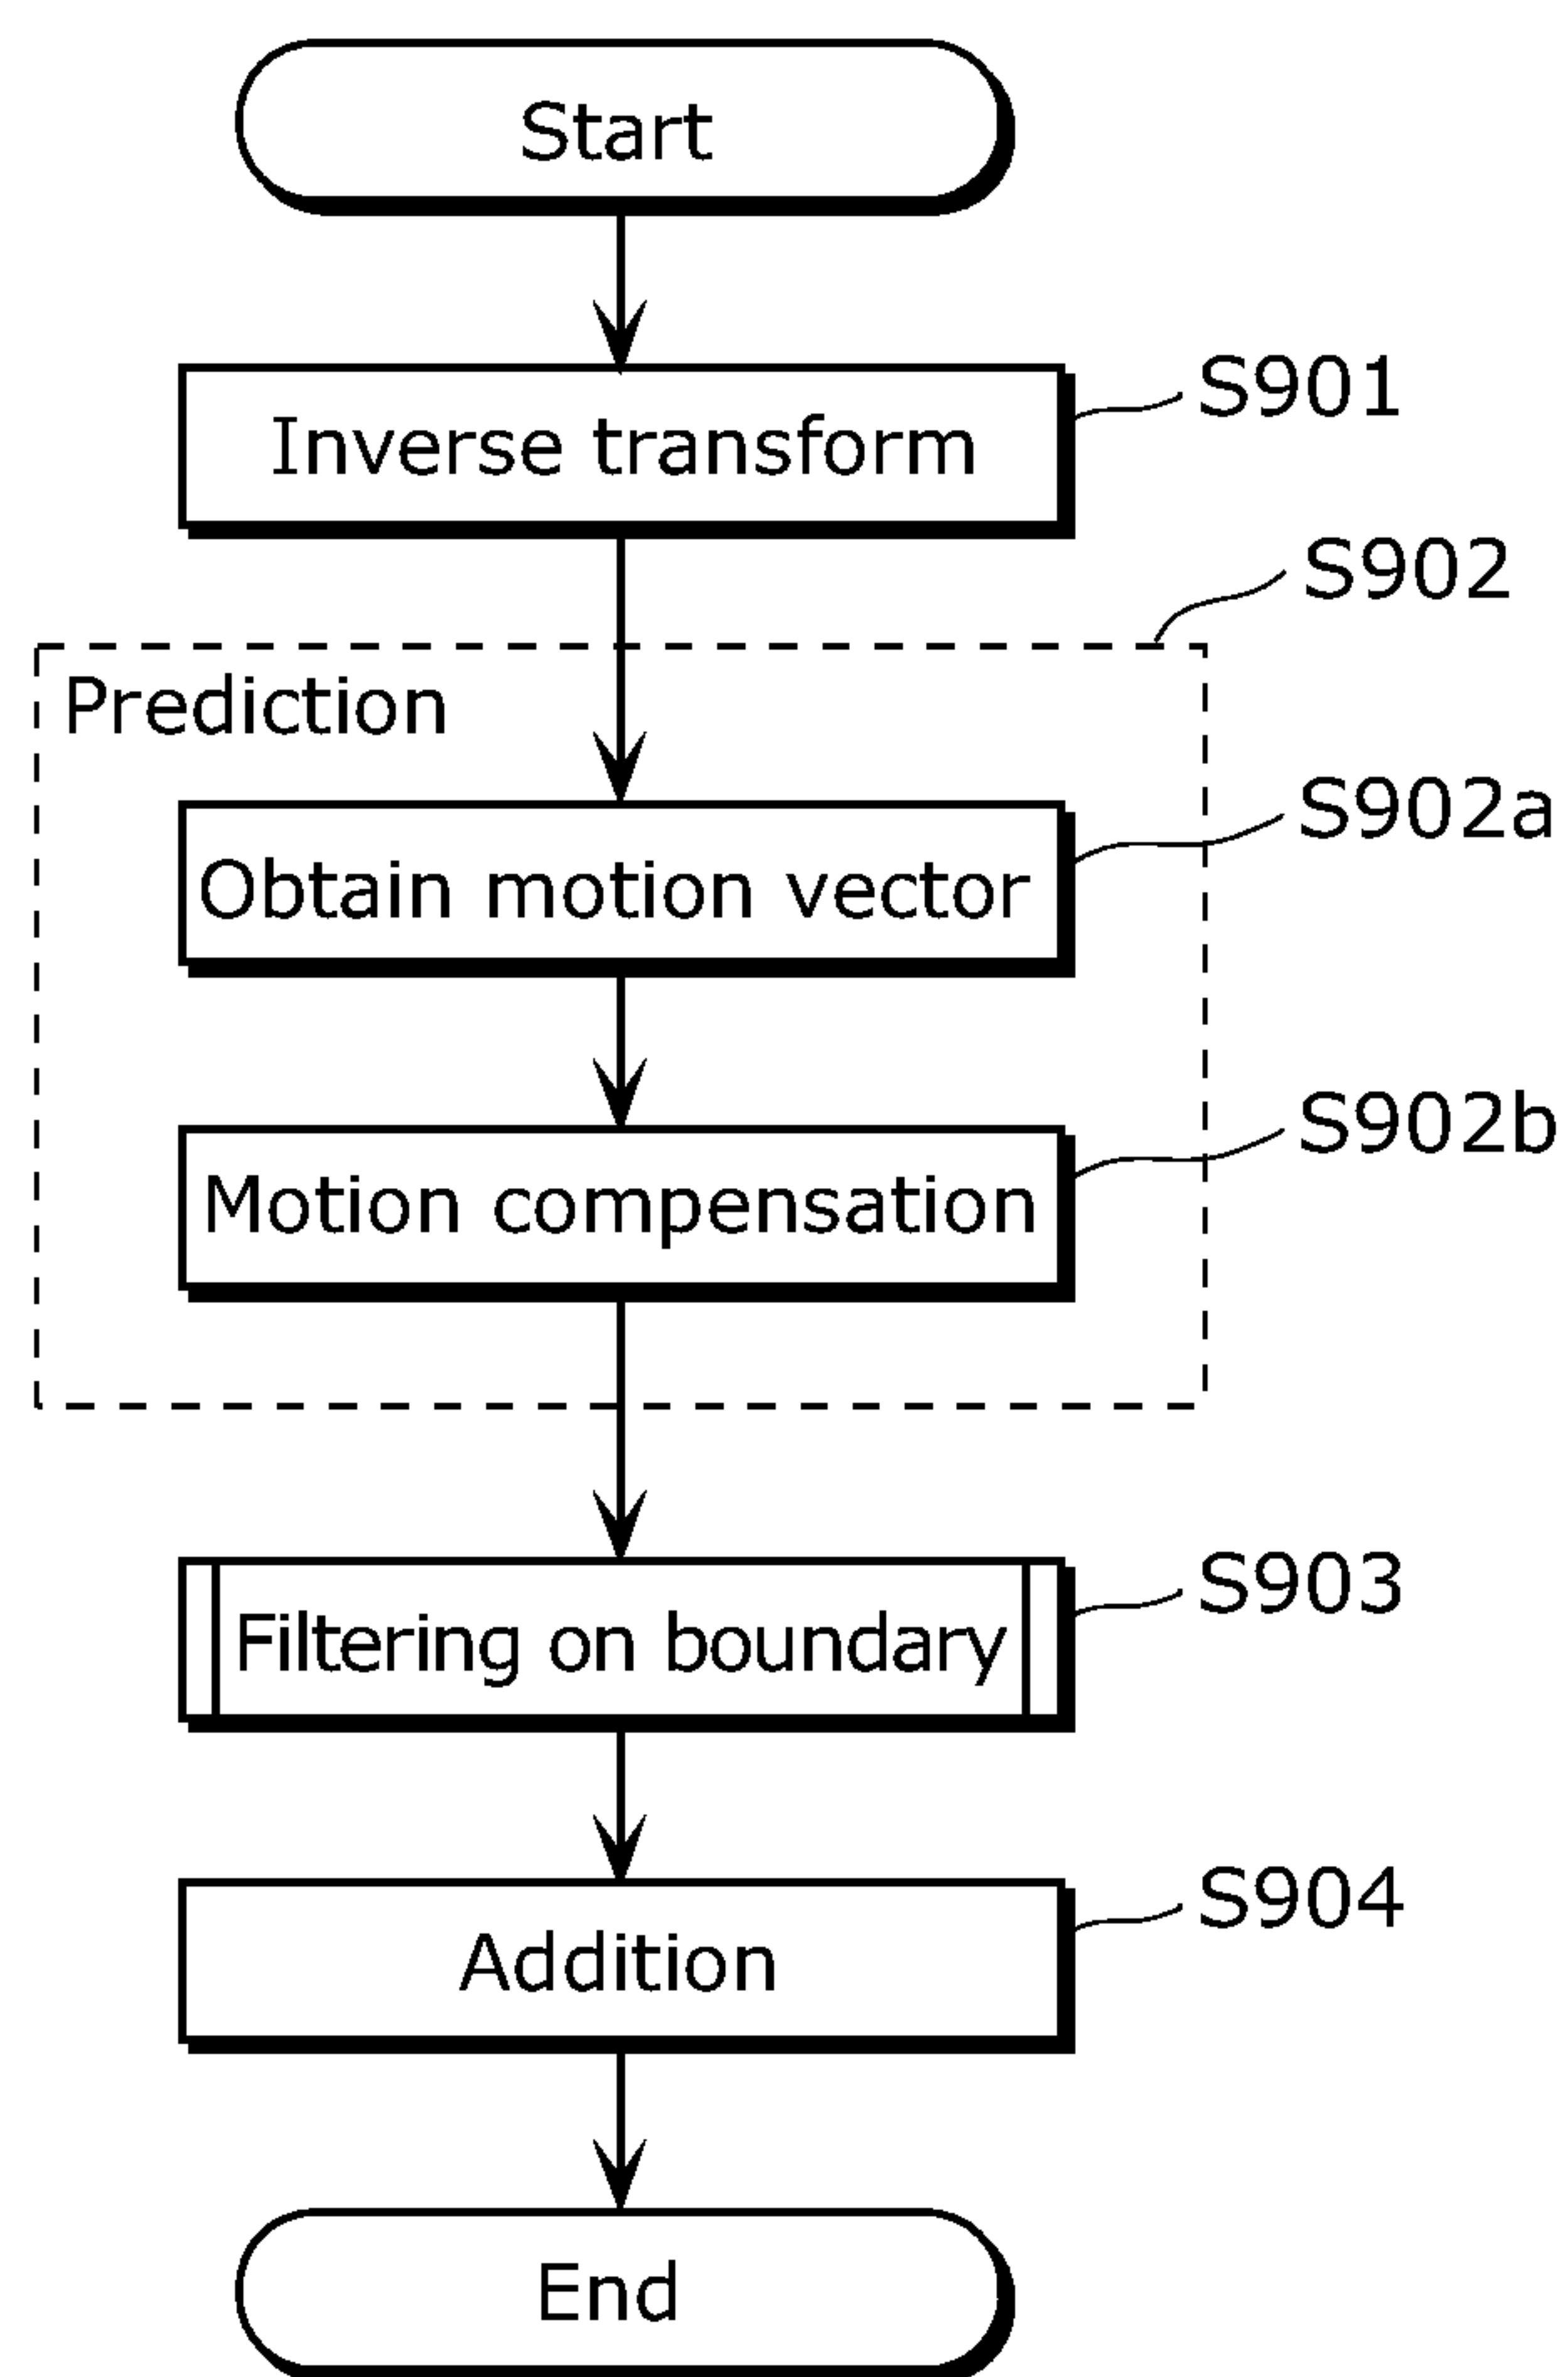 Start
Inverse transform
S901
S902
Prediction
Obtain motion vector
S902a
Motion compensation
S902b
Filtering on boundary
S903
Addition
S904
End